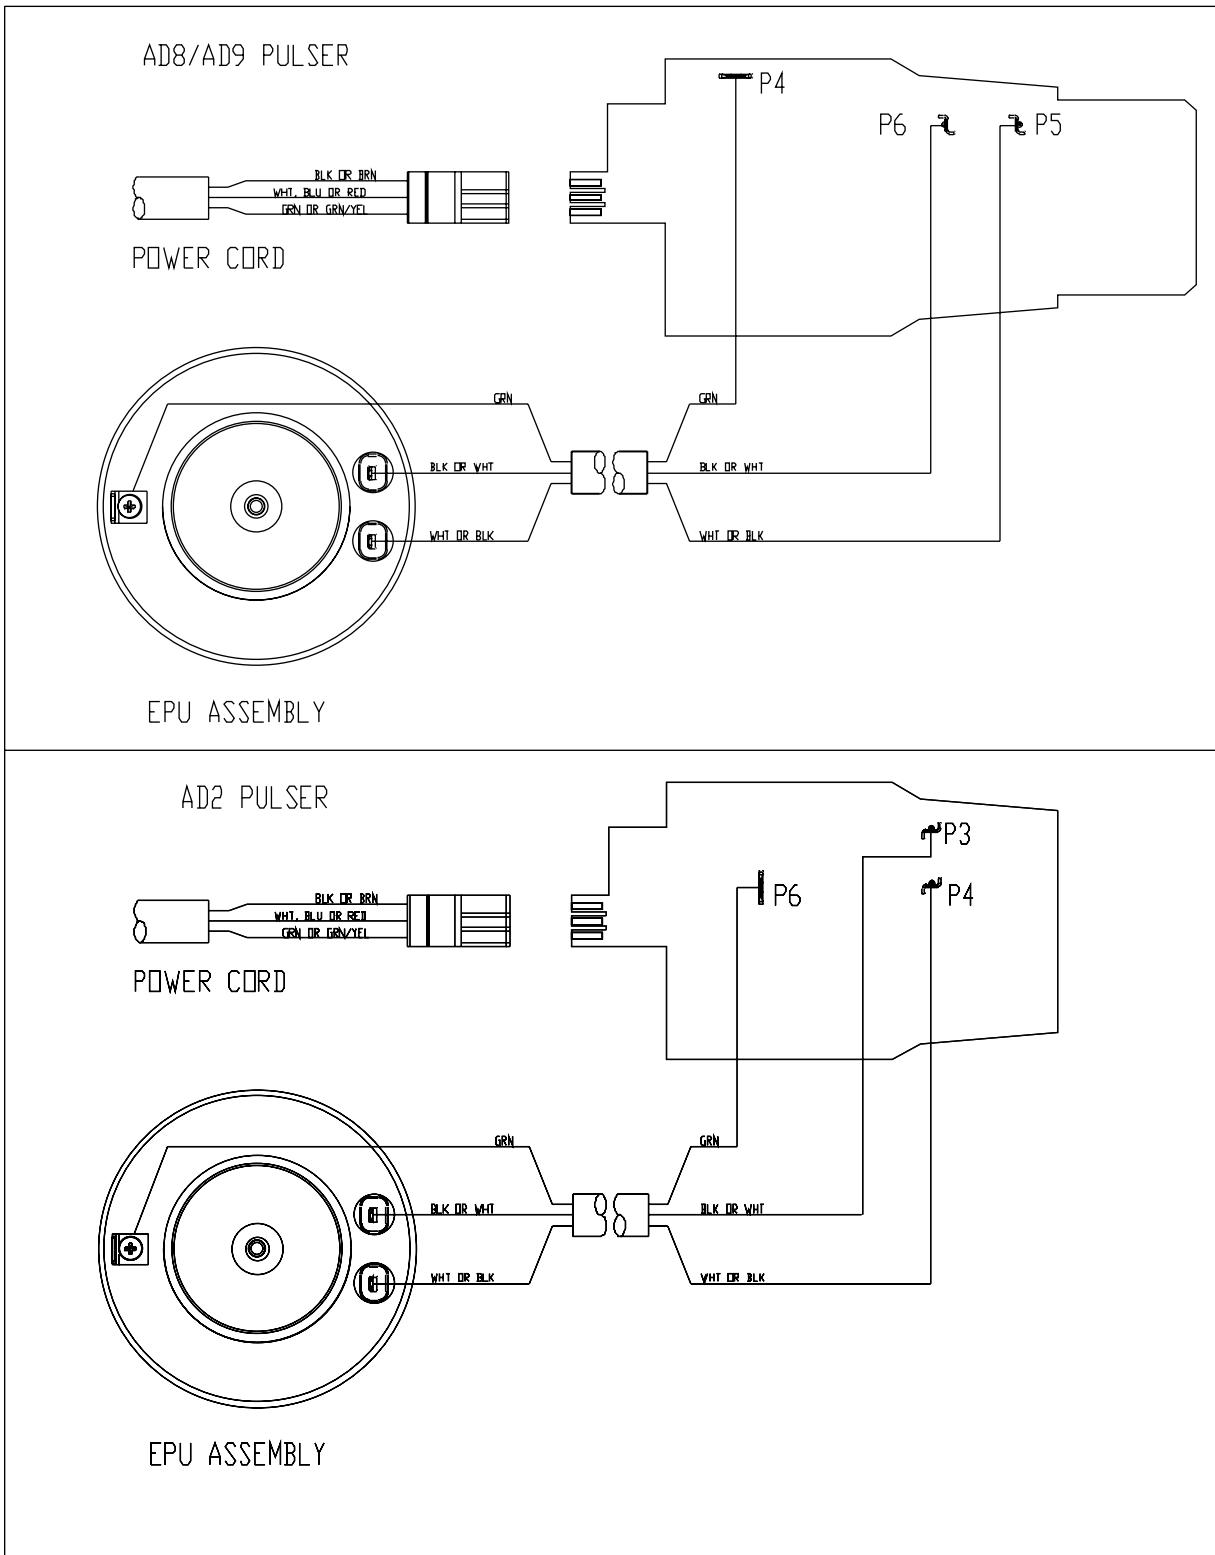 AD8/AD9 PULSER
P4
P6
P5
BLK OR BRN
WHT, BLU OR RED
GRN OR GRN/YEL
POWER CORD
GRN
GRN
BLK OR WHT
BLK OR WHT
WHT OR BLK
WHT OR BLK
EPU ASSEMBLY
AD2 PULSER
P3
P6
P4
BLK OR BRN
WHT, BLU OR RED
GRN OR GRN/YEL
POWER CORD
GRN
GRN
BLK OR WHT
BLK OR WHT
WHT OR BLK
WHT OR BLK
EPU ASSEMBLY